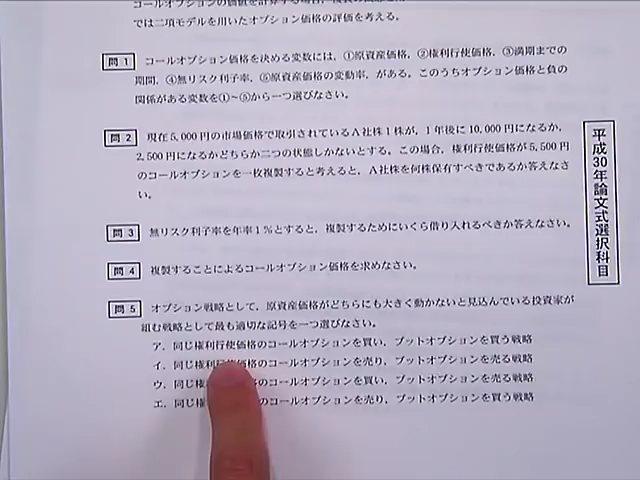 では二項モデルを用いたオプション価格の評価を考える。
問 1 コールオプション価格を決める変数には、①原資産価格、②権利行使価格、③満期までの
期間、④無リスク利子率、⑤原資産価格の変動率、がある。このうちオプション価格と負の
関係がある変数を①~⑤から一つ選びなさい。
問 2 現在5,000円の市場価格で取引されているA社株1株が、1年後に10,000円になるか、
2,500円になるかどちらか二つの状態しかないとする。この場合、権利行使価格が5,500円
のコールオプションを一枚複製すると考えると、A社株を何株保有すべきであるか答えなさ
い。
問 3 無リスク利子率を年率1%とすると、複製するためにいくら借り入れるべきか答えなさい。
問 4 複製することによるコールオプション価格を求めなさい。
問 5 オプション戦略として、原資産価格がどちらにも大きく動かないと見込んでいる投資家が
組む戦略として最も適切な記号を一つ選びなさい。
ア．同じ権利行使価格のコールオプションを買い、プットオプションを買う戦略
イ．同じ権利行使価格のコールオプションを売り、プットオプションを売る戦略
ウ．同じ権 格のコールオプションを買い、プットオプションを売る戦略
エ．同じ権 のコールオプションを売り、プットオプションを買う戦略
平成30年論文式選択科目